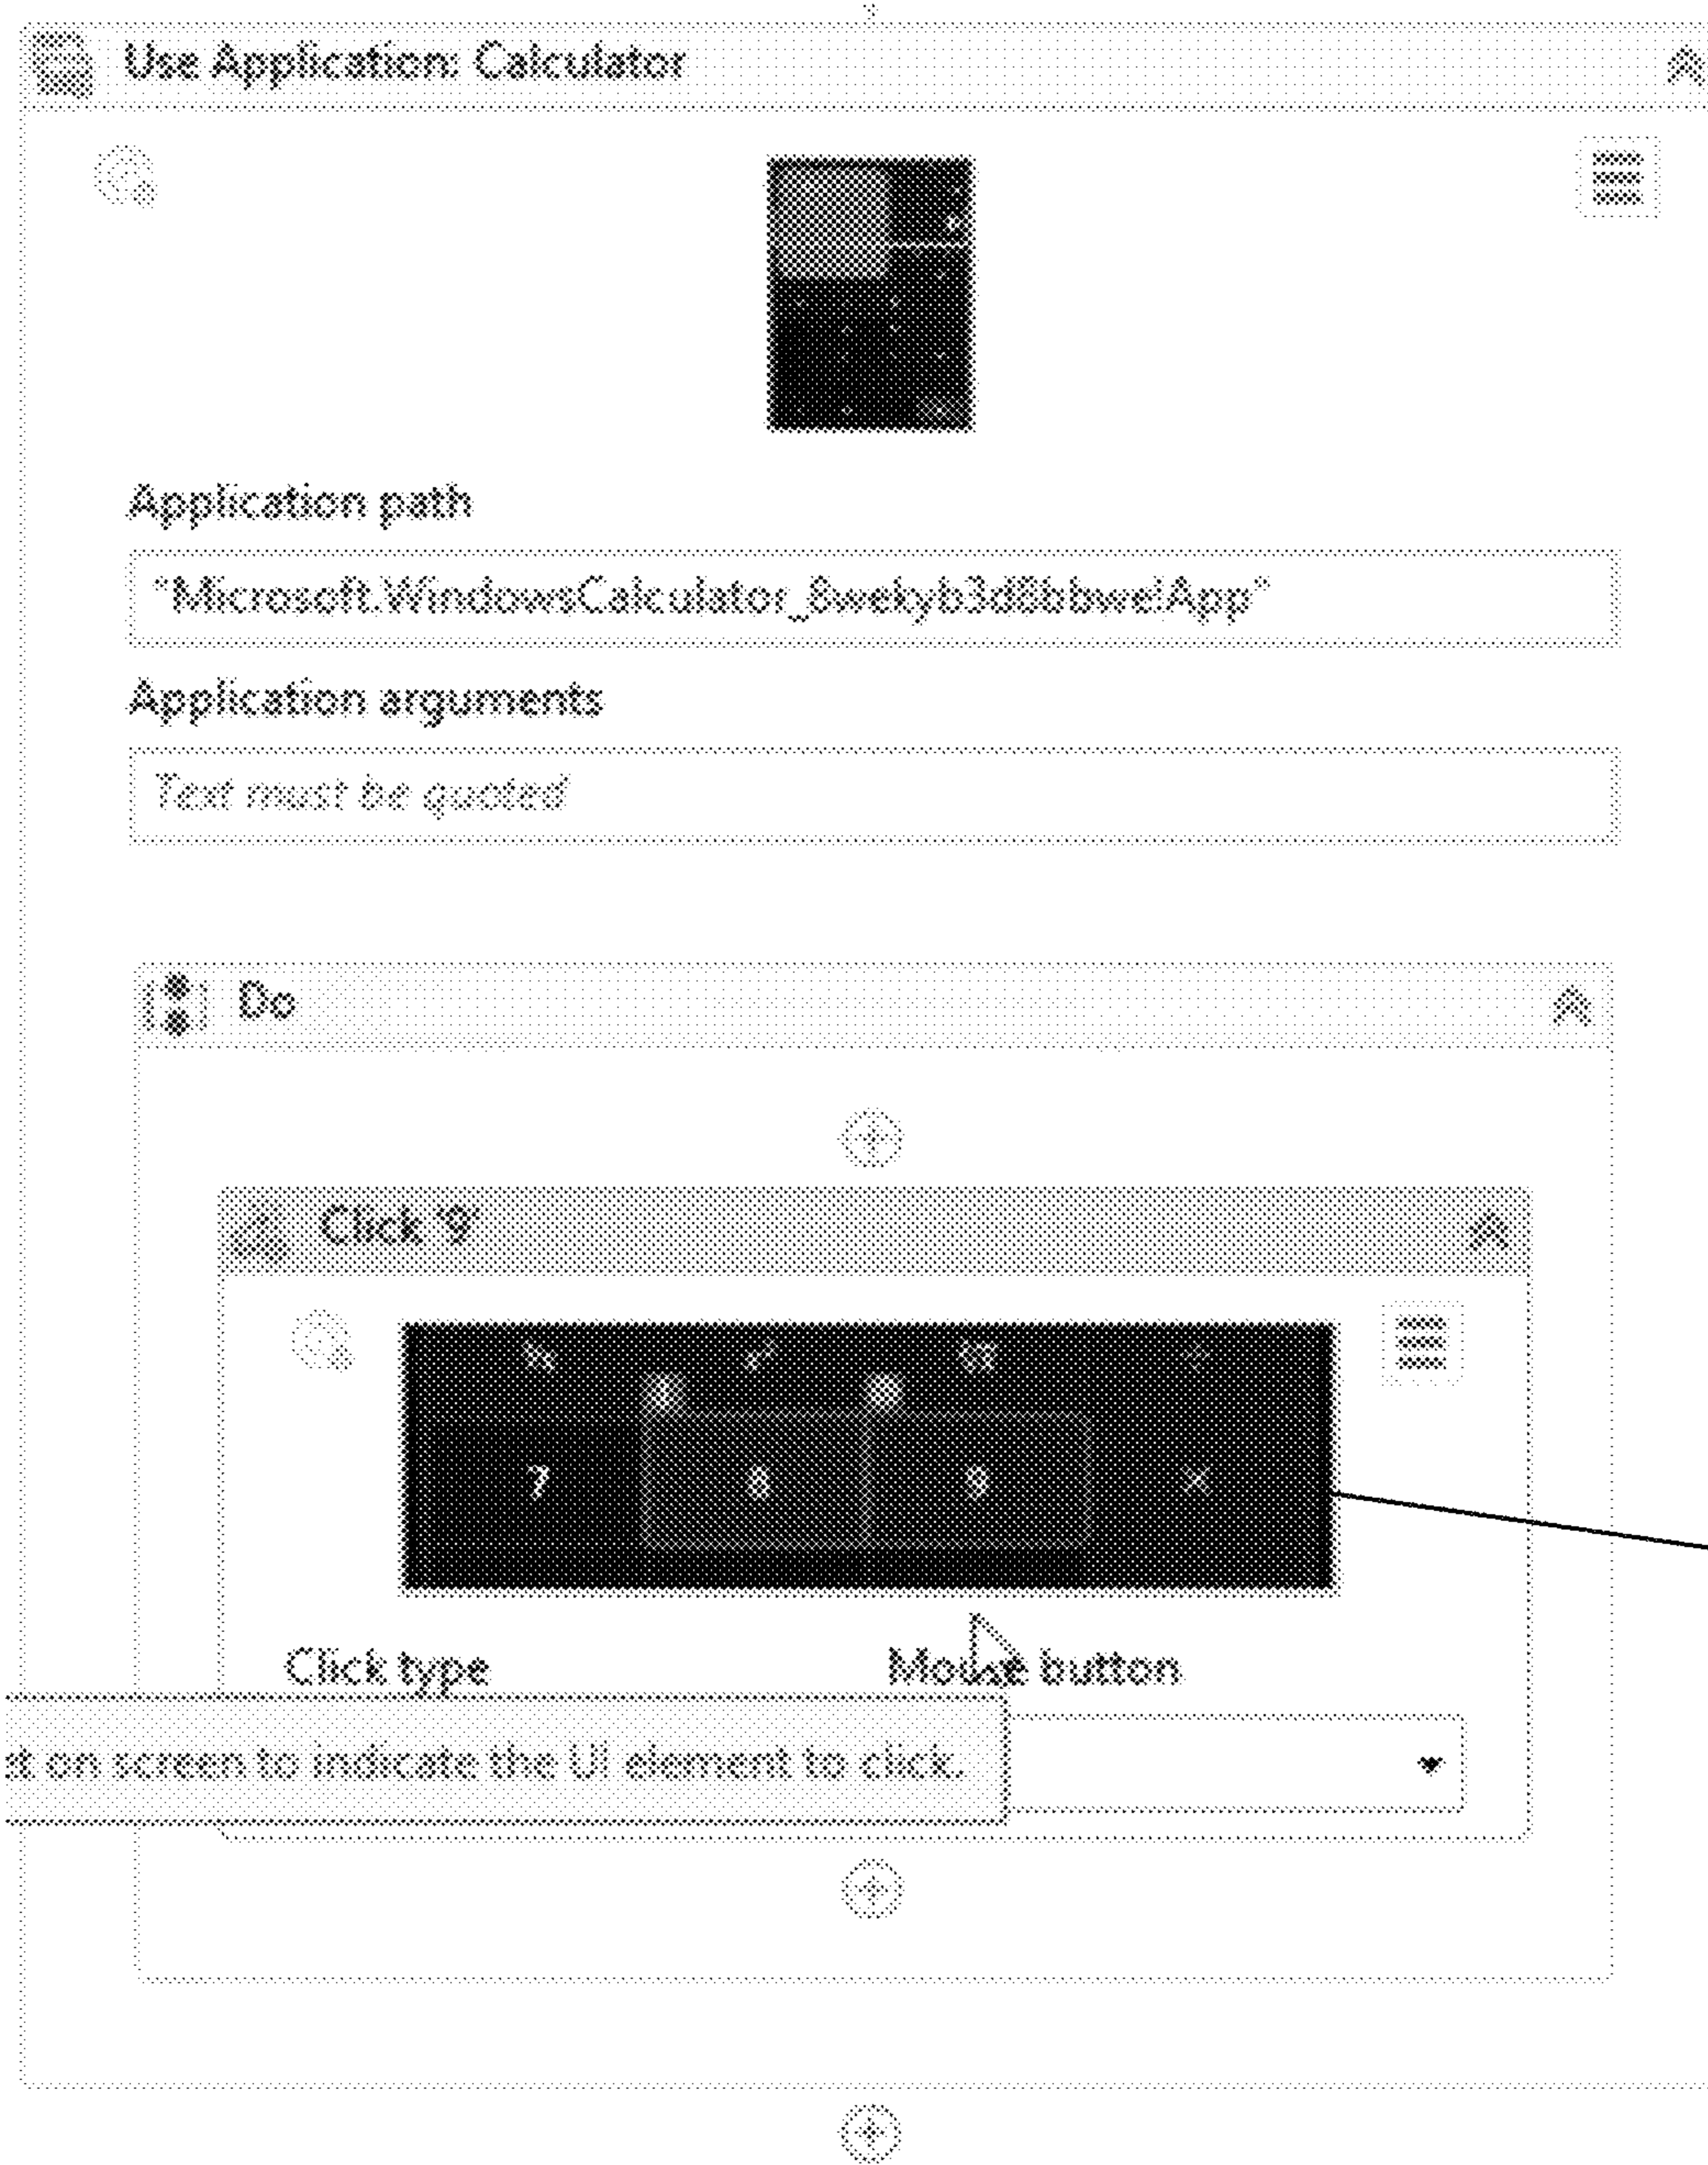 Use Application: Calculator
Application path
"Microsoft.WindowsCalculator_8wekyb3d8bbwe!App"
Application arguments
Text must be quoted
Do
Click '9'
7 8 9 ×
Click type Mouse button
on screen to indicate the UI element to click.